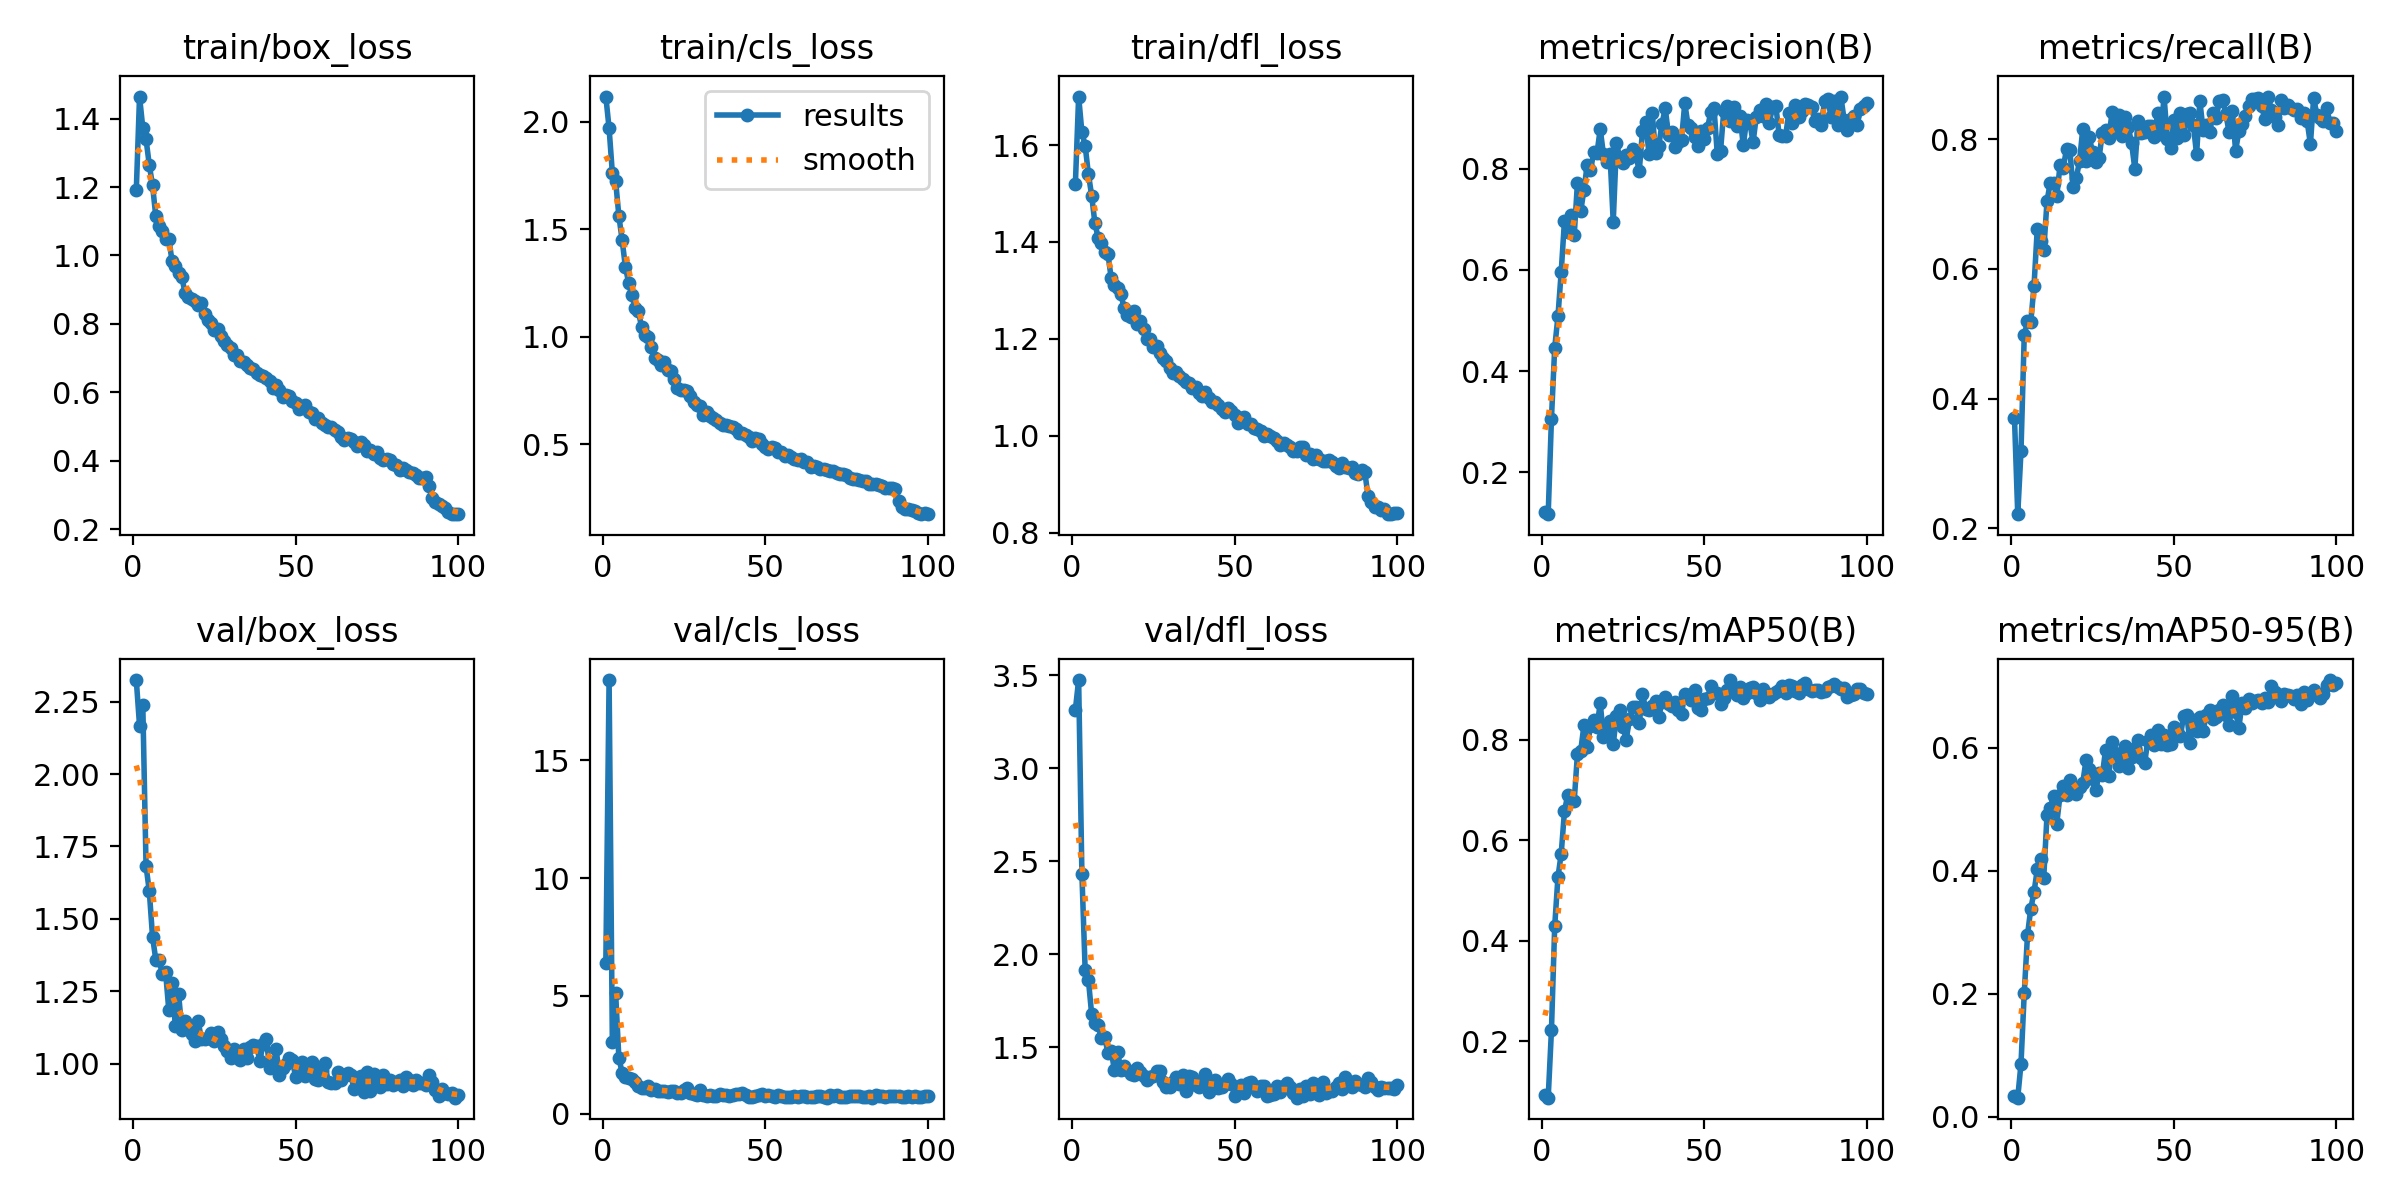 train/box_loss
train/cls_loss
train/dfl_loss
metrics/precision(B)
metrics/recall(B)
results
smooth
1.4
1.2
1.0
0.8
0.6
0.4
0.2
0 50 100
2.0
1.5
1.0
0.5
0 50 100
1.6
1.4
1.2
1.0
0.8
0 50 100
0.8
0.6
0.4
0.2
0 50 100
0.8
0.6
0.4
0.2
0 50 100
val/box_loss
val/cls_loss
val/dfl_loss
metrics/mAP50(B)
metrics/mAP50-95(B)
2.25
2.00
1.75
1.50
1.25
1.00
0 50 100
15
10
5
0
0 50 100
3.5
3.0
2.5
2.0
1.5
0 50 100
0.8
0.6
0.4
0.2
0 50 100
0.6
0.4
0.2
0.0
0 50 100